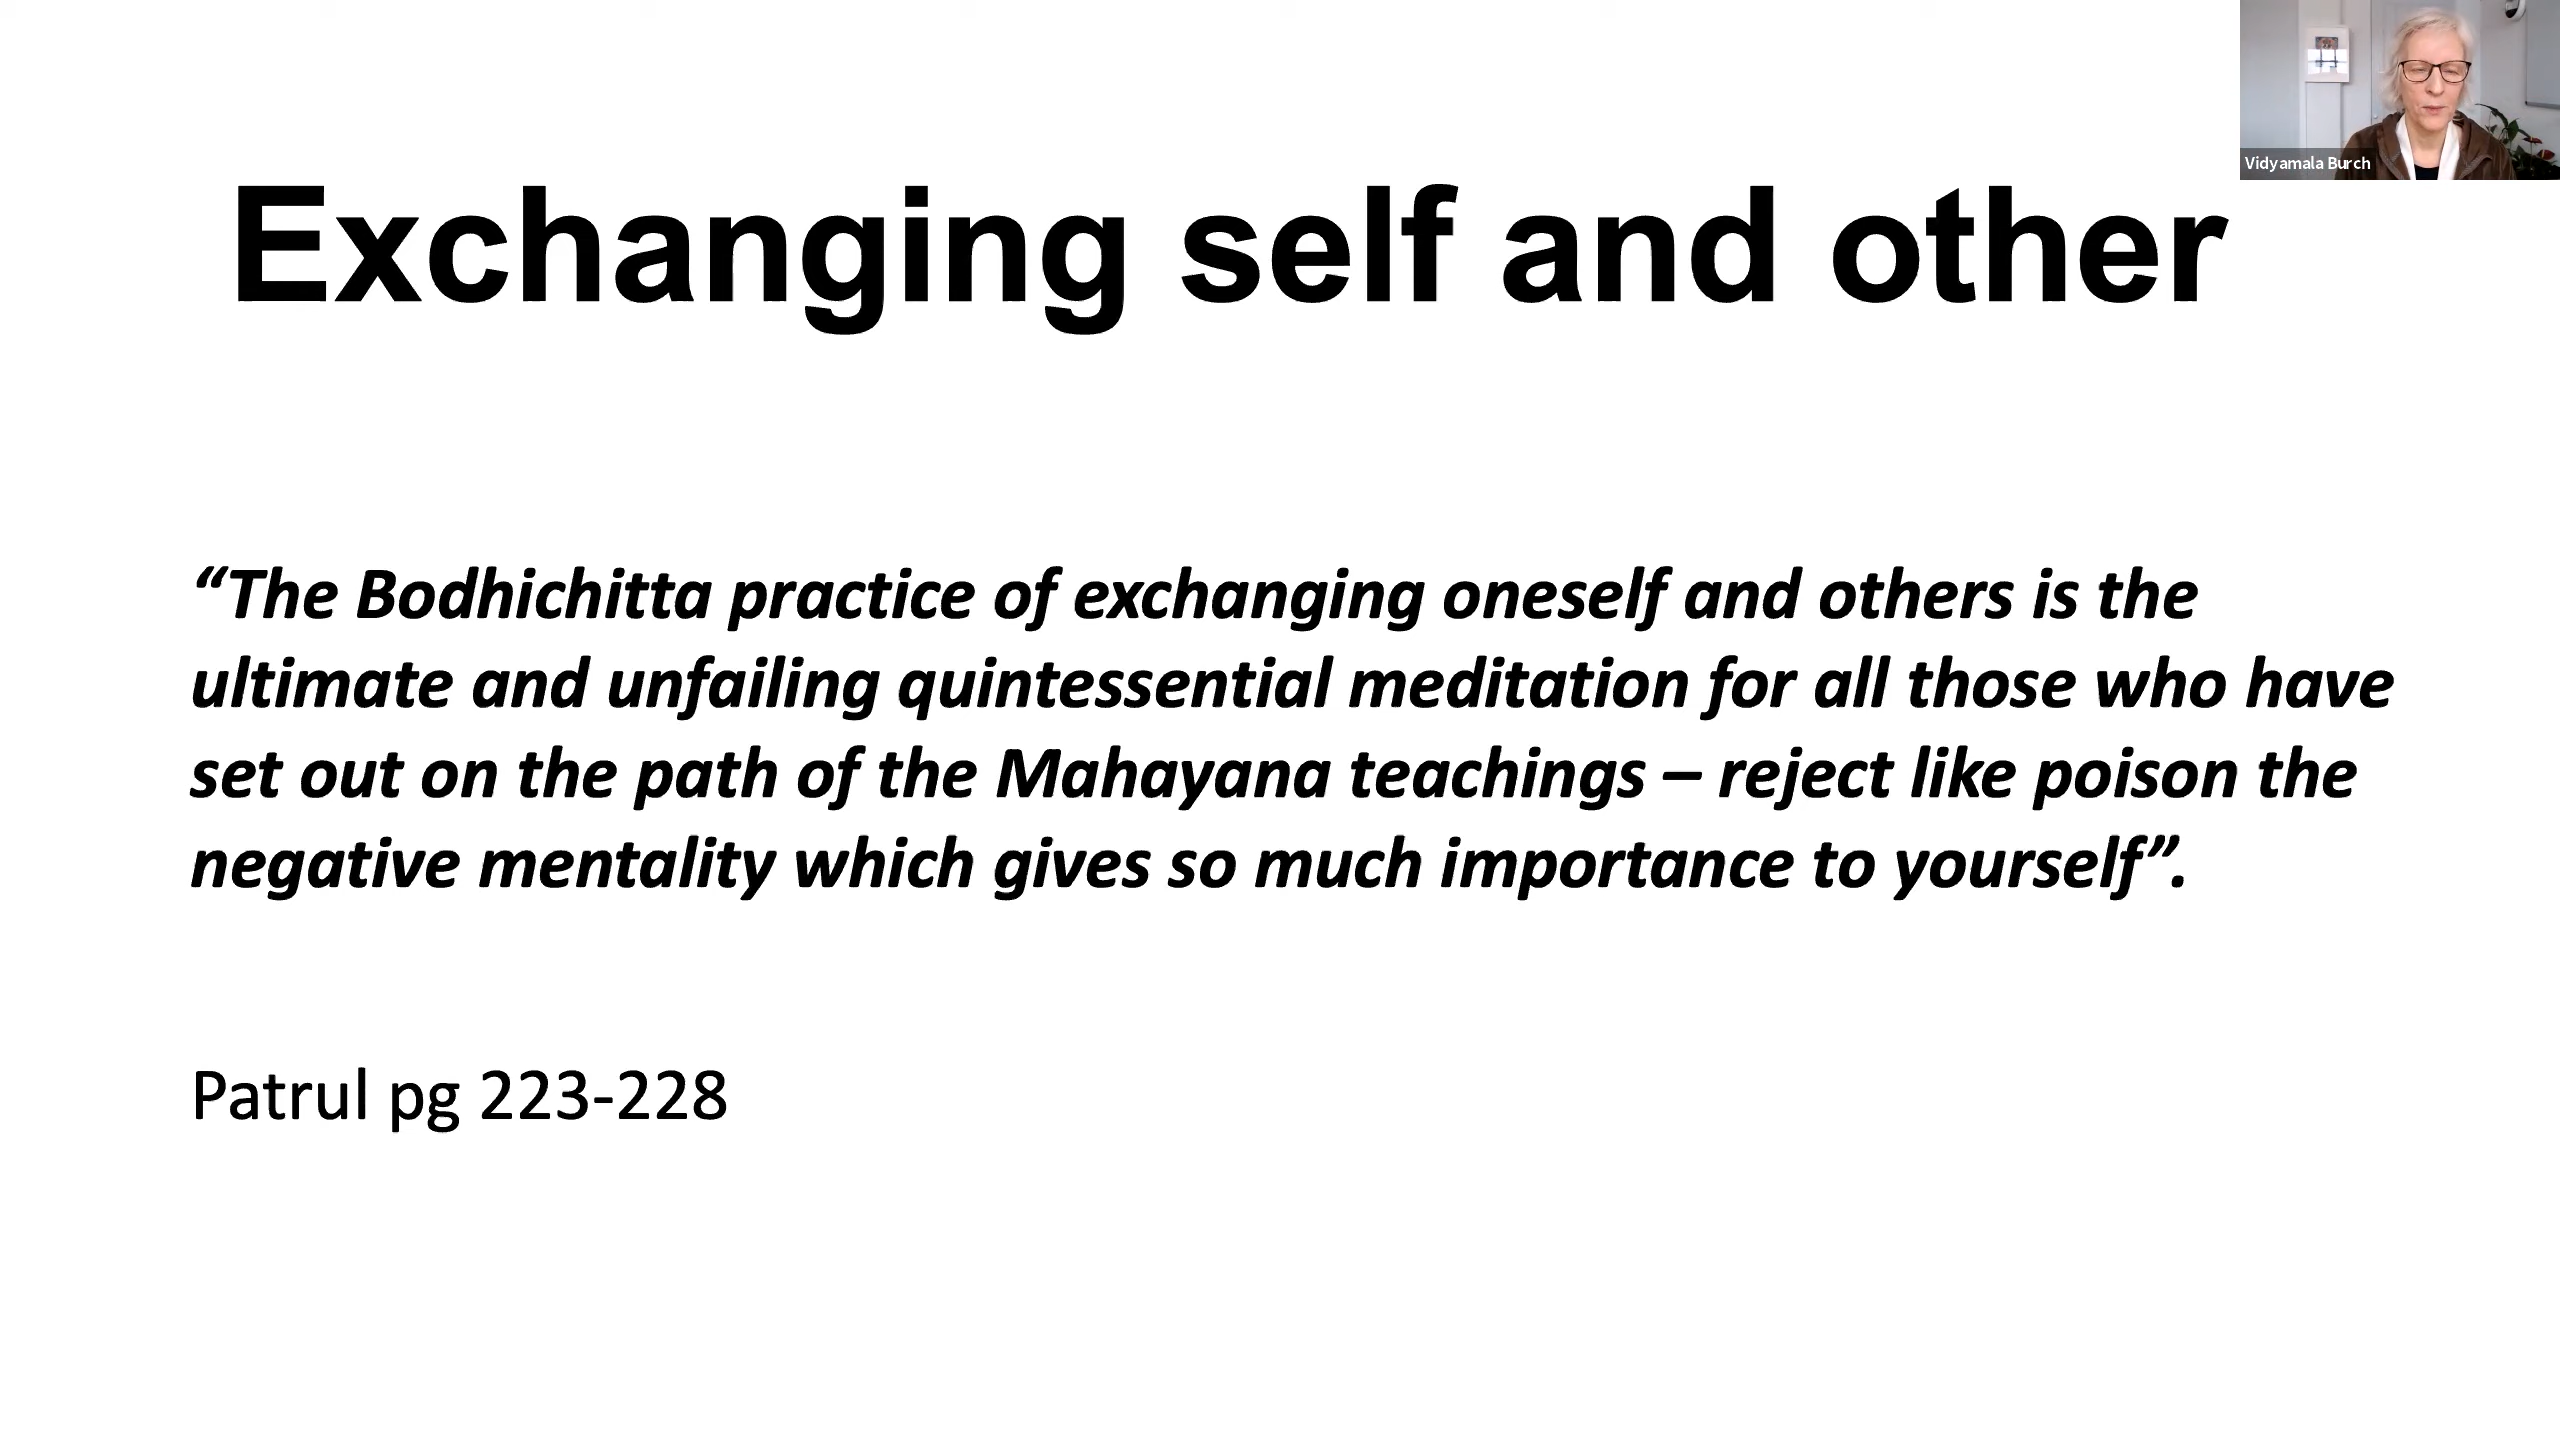 Vidyamala Burch
Exchanging self and other
“The Bodhichitta practice of exchanging oneself and others is the
ultimate and unfailing quintessential meditation for all those who have
set out on the path of the Mahayana teachings – reject like poison the
negative mentality which gives so much importance to yourself”.
Patrul pg 223-228